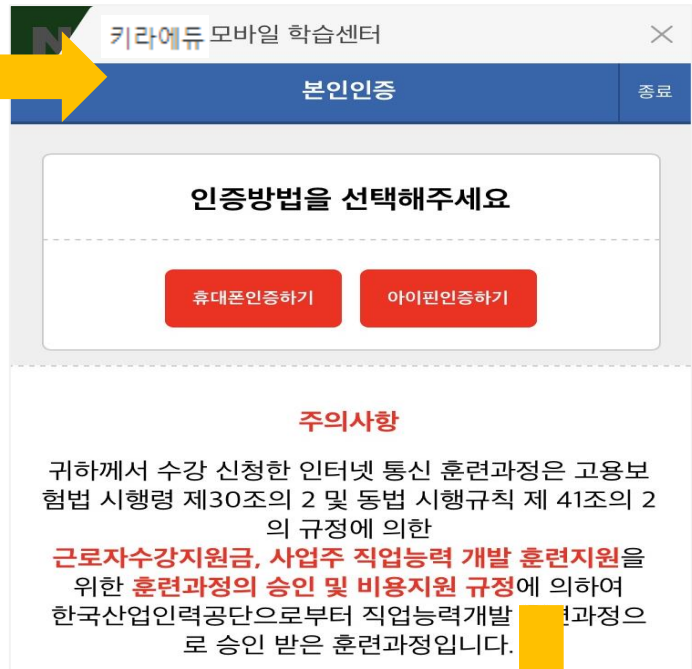 키라에듀 모바일 학습센터
본인인증
종료
인증방법을 선택해주세요
휴대폰인증하기
아이핀인증하기
주의사항
귀하께서 수강 신청한 인터넷 통신 훈련과정은 고용보
험법 시행령 제30조의 2 및 동법 시행규칙 제 41조의 2
의 규정에 의한
근로자수강지원금, 사업주 직업능력 개발 훈련지원을
위한 훈련과정의 승인 및 비용지원 규정에 의하여
한국산업인력공단으로부터 직업능력개발 과정으
로 승인 받은 훈련과정입니다.